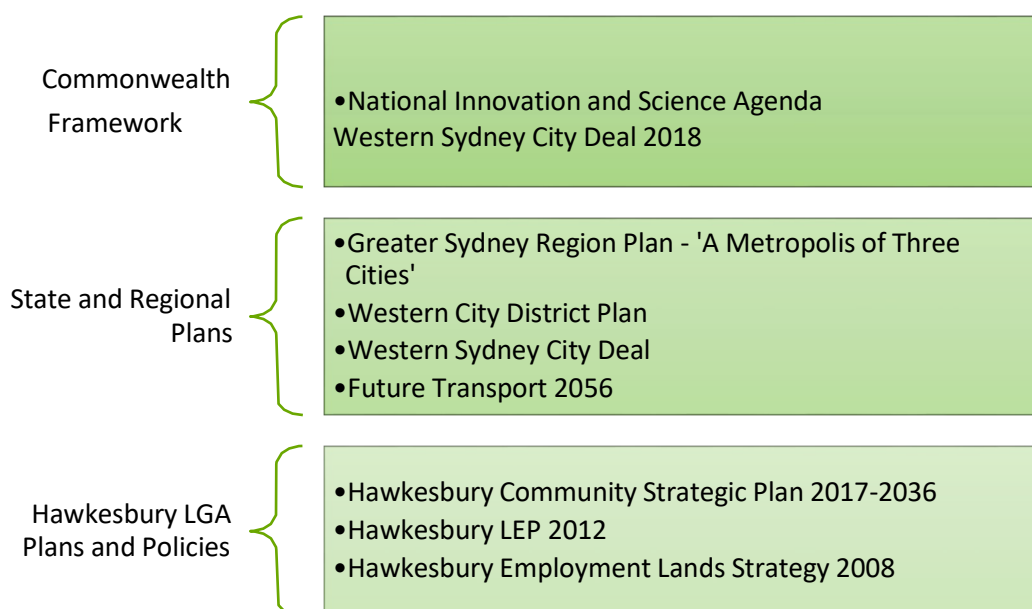 Commonwealth
Framework
•National Innovation and Science Agenda
Western Sydney City Deal 2018
State and Regional
Plans
•Greater Sydney Region Plan - 'A Metropolis of Three
Cities'
•Western City District Plan
•Western Sydney City Deal
•Future Transport 2056
Hawkesbury LGA
Plans and Policies
•Hawkesbury Community Strategic Plan 2017-2036
•Hawkesbury LEP 2012
•Hawkesbury Employment Lands Strategy 2008